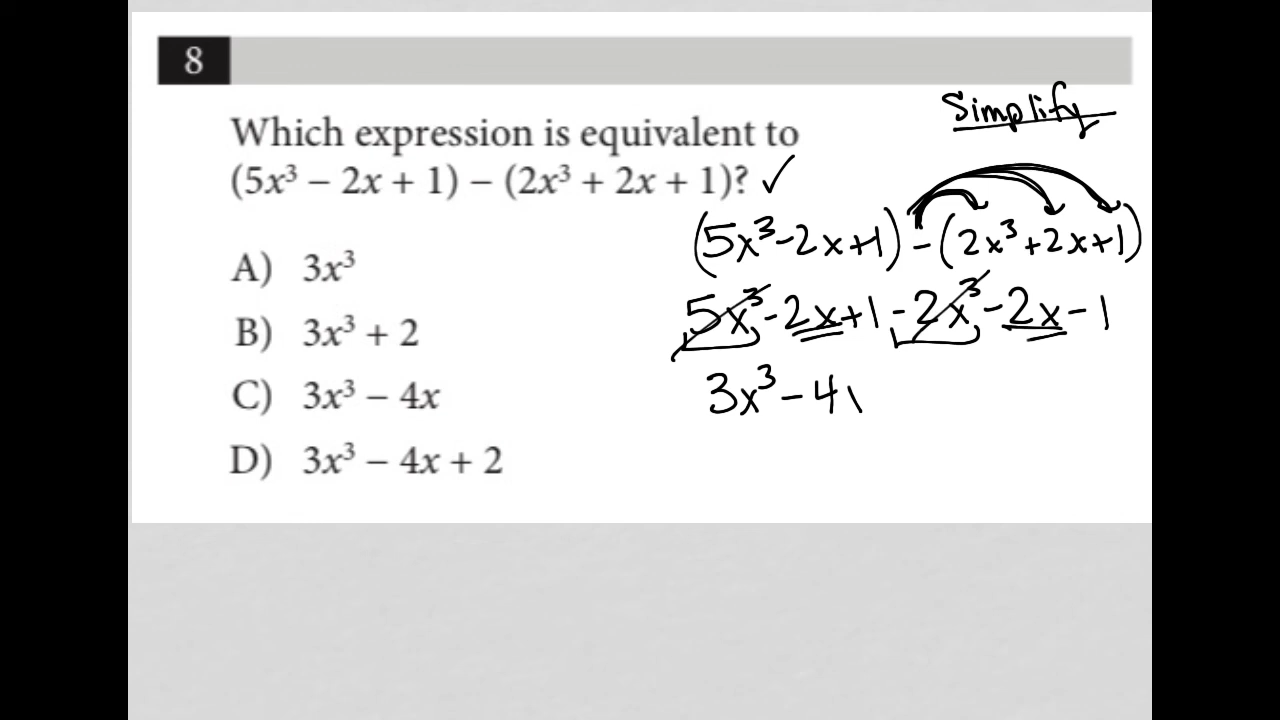 8
Which expression is equivalent to
(5x³ − 2x + 1) − (2x³ + 2x + 1)? ✓
A) 3x³
B) 3x³ + 2
C) 3x³ − 4x
D) 3x³ − 4x + 2
Simplify
(5x³-2x+1) -(2x³+2x+1)
5x³-2x+1-2x³-2x-1
3x³-4\